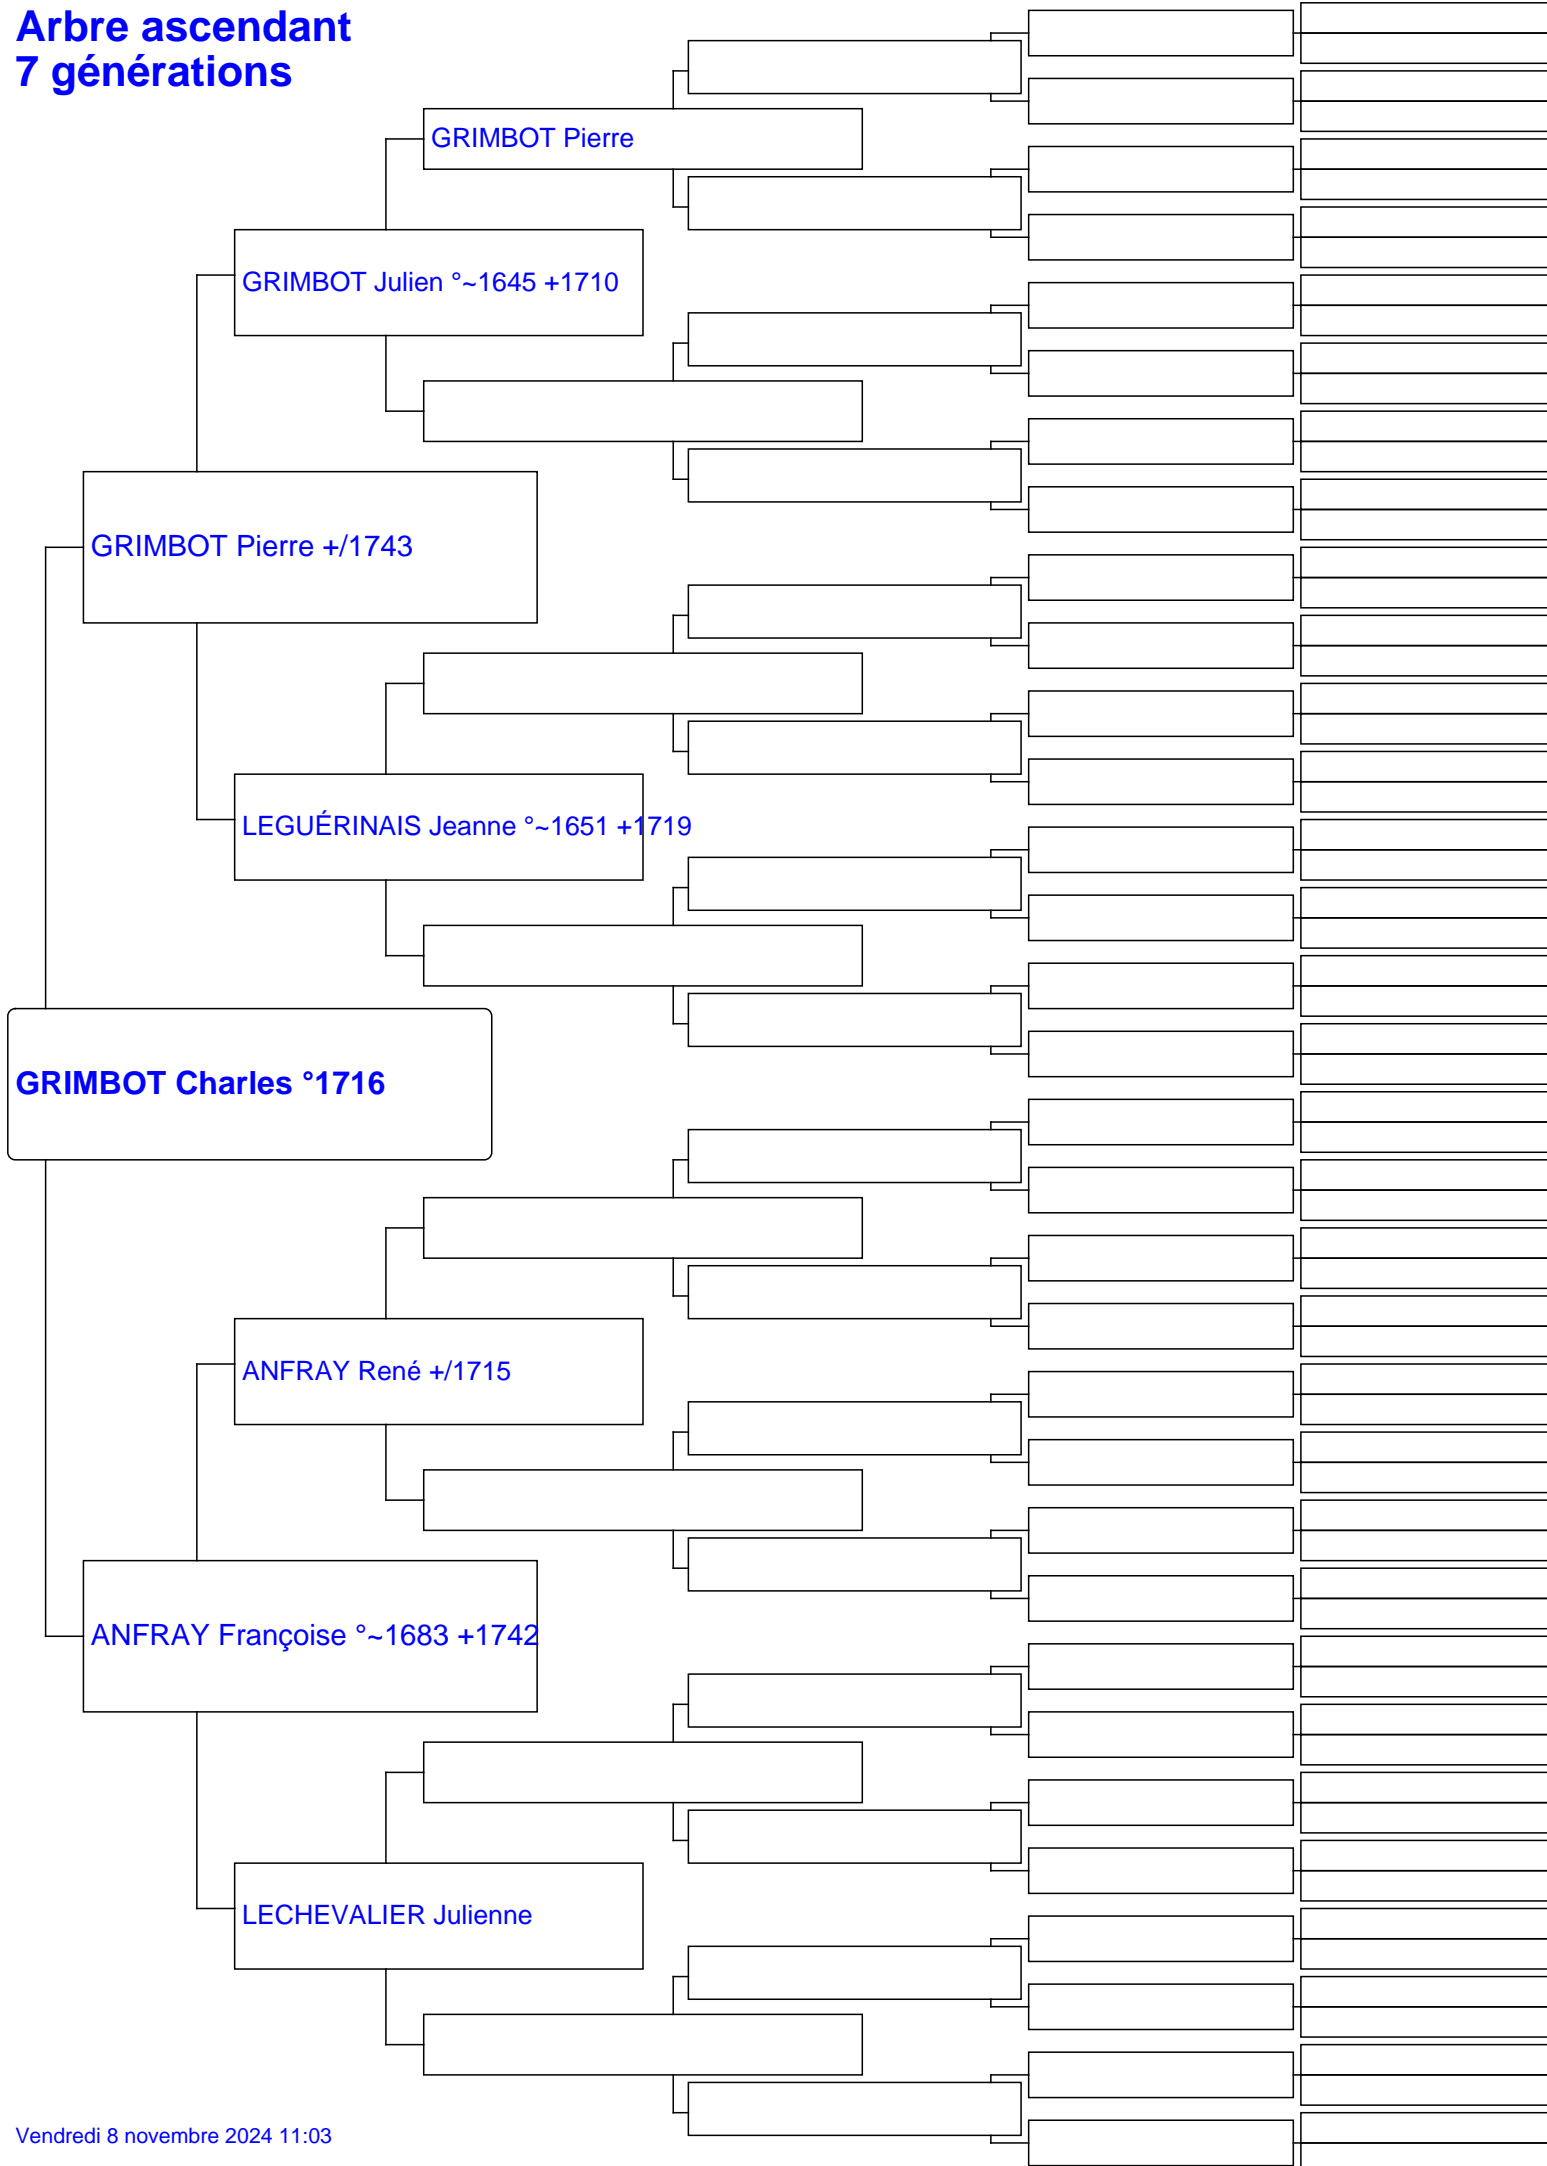 Arbre ascendant
7 générations
GRIMBOT Pierre
GRIMBOT Julien °~1645 +1710
GRIMBOT Pierre +/1743
LEGUÉRINAIS Jeanne °~1651 +1719
GRIMBOT Charles °1716
ANFRAY René +/1715
ANFRAY Françoise °~1683 +1742
LECHEVALIER Julienne
Vendredi 8 novembre 2024 11:03